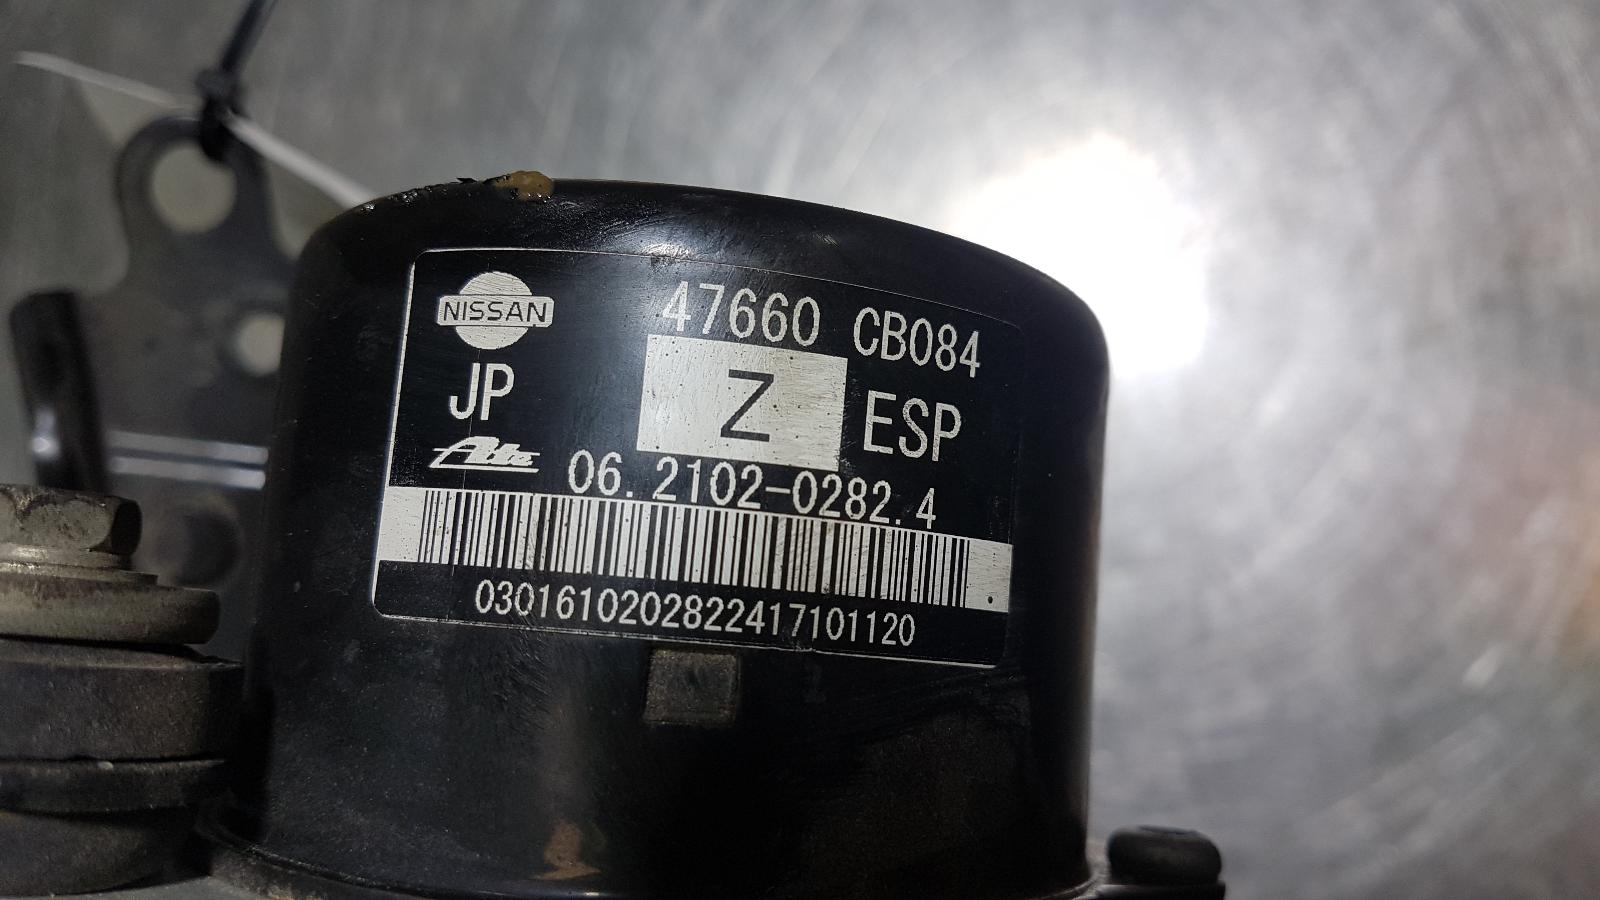 NISSAN
47660 CB084
JP
Z
ESP
Ate
06.2102-0282.4
0301610202822417101120